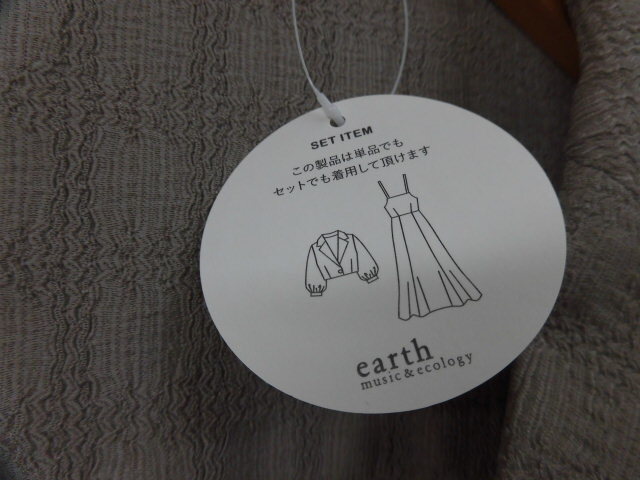 SET ITEM
この製品は単品でも
セットでも着用して頂けます
earth
music&ecology